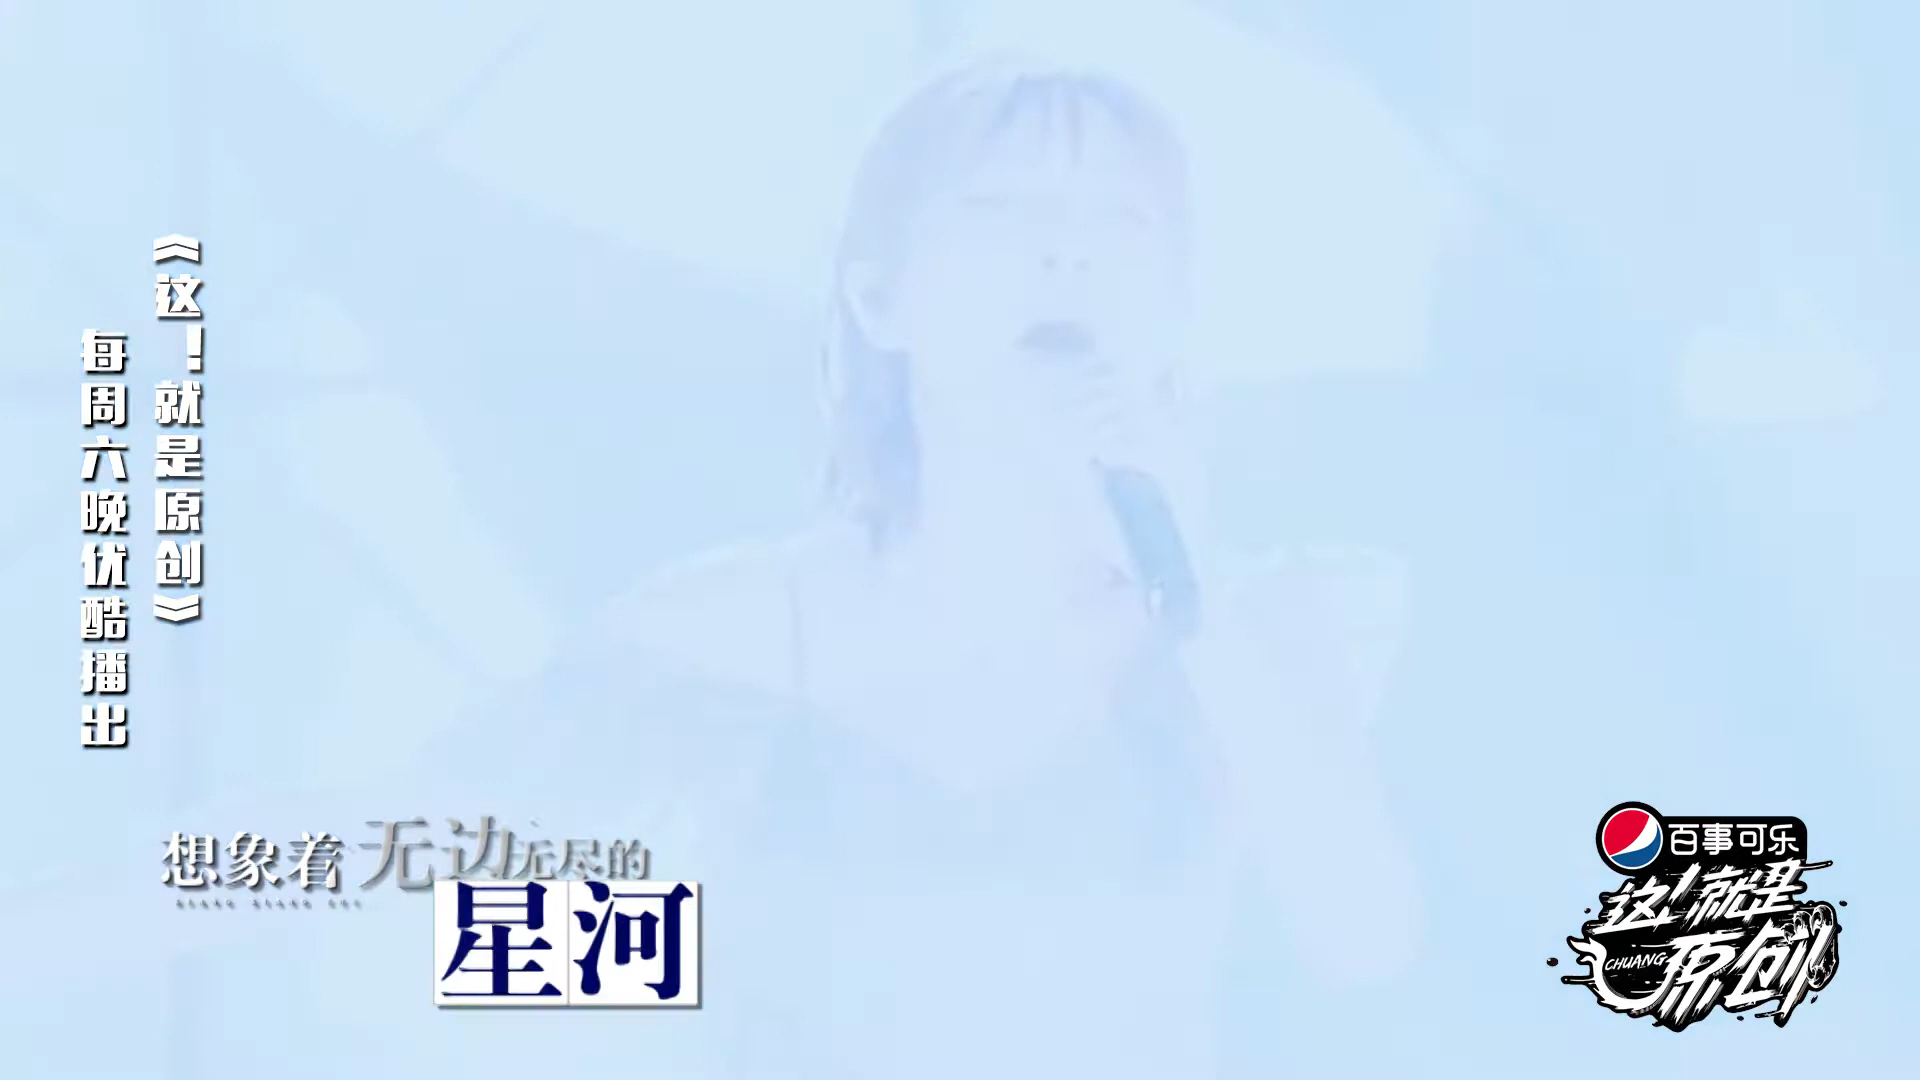 《这！就是原创》
每周六晚优酷播出
想象着无边无尽的
星河
百事可乐
这！就是
原创
CHUANG